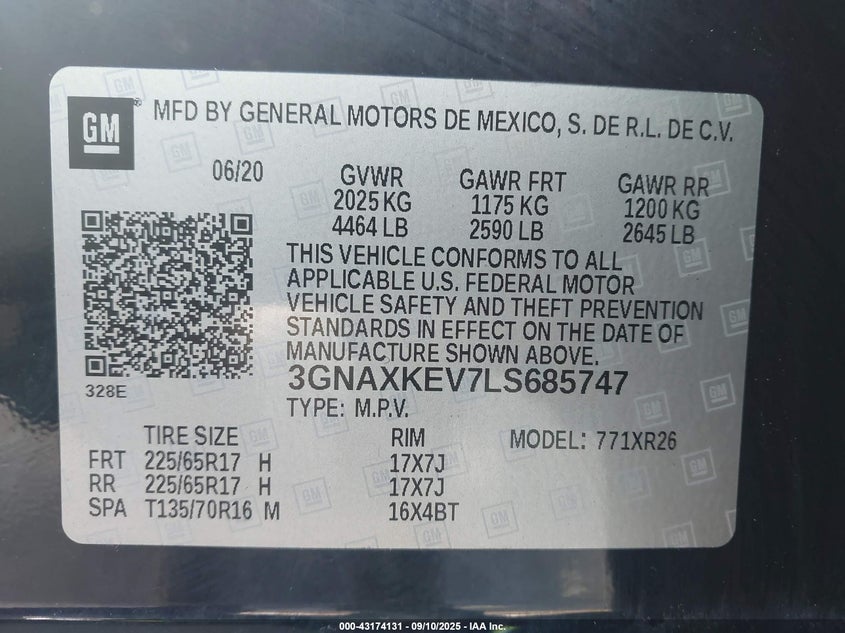 GM ® MFD BY GENERAL MOTORS DE MEXICO, S. DE R.L. DE C.V.
06/20 GVWR GAWR FRT GAWR RR
2025 KG 1175 KG 1200 KG
4464 LB 2590 LB 2645 LB
THIS VEHICLE CONFORMS TO ALL
APPLICABLE U.S. FEDERAL MOTOR
VEHICLE SAFETY AND THEFT PREVENTION
STANDARDS IN EFFECT ON THE DATE OF
MANUFACTURE SHOWN ABOVE.
328E 3GNAXKEV7LS685747
TYPE: M.P.V.
TIRE SIZE RIM MODEL: 771XR26
FRT 225/65R17 H 17X7J
RR 225/65R17 H 17X7J
SPA T135/70R16 M 16X4BT
000-43174131 - 09/10/2025 - IAA Inc.